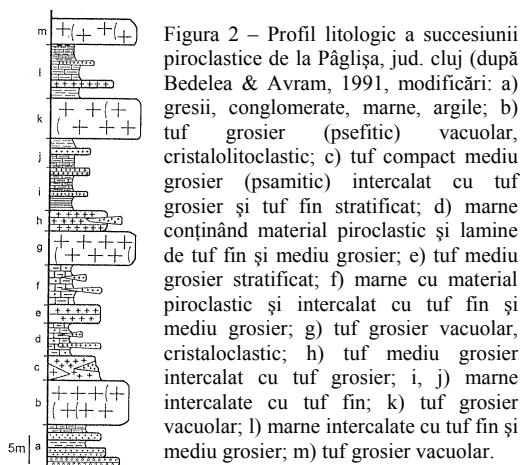 m
l
k
j
i
h
g
f
e
d
c
b
5m a
Figura 2 – Profil litologic a succesiunii
piroclastice de la Pâglişa, jud. cluj (după
Bedelea & Avram, 1991, modificări: a)
gresii, conglomerate, marne, argile; b)
tuf grosier (psefitic) vacuolar,
cristalolitoclastic; c) tuf compact mediu
grosier (psamitic) intercalat cu tuf
grosier şi tuf fin stratificat; d) marne
conţinând material piroclastic şi lamine
de tuf fin şi mediu grosier; e) tuf mediu
grosier stratificat; f) marne cu material
piroclastic şi intercalat cu tuf fin şi
mediu grosier; g) tuf grosier vacuolar,
cristaloclastic; h) tuf mediu grosier
intercalat cu tuf grosier; i, j) marne
intercalate cu tuf fin; k) tuf grosier
vacuolar; l) marne intercalate cu tuf fin şi
mediu grosier; m) tuf grosier vacuolar.